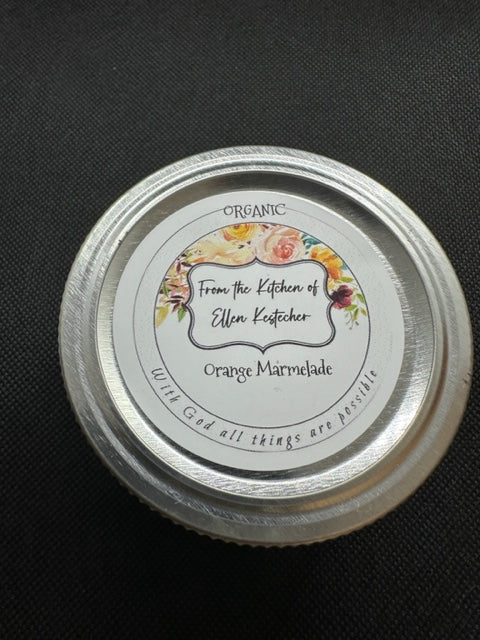 ORGANIC
From the Kitchen of
Ellen Kestecher
Orange Marmelade
With God all things are possible